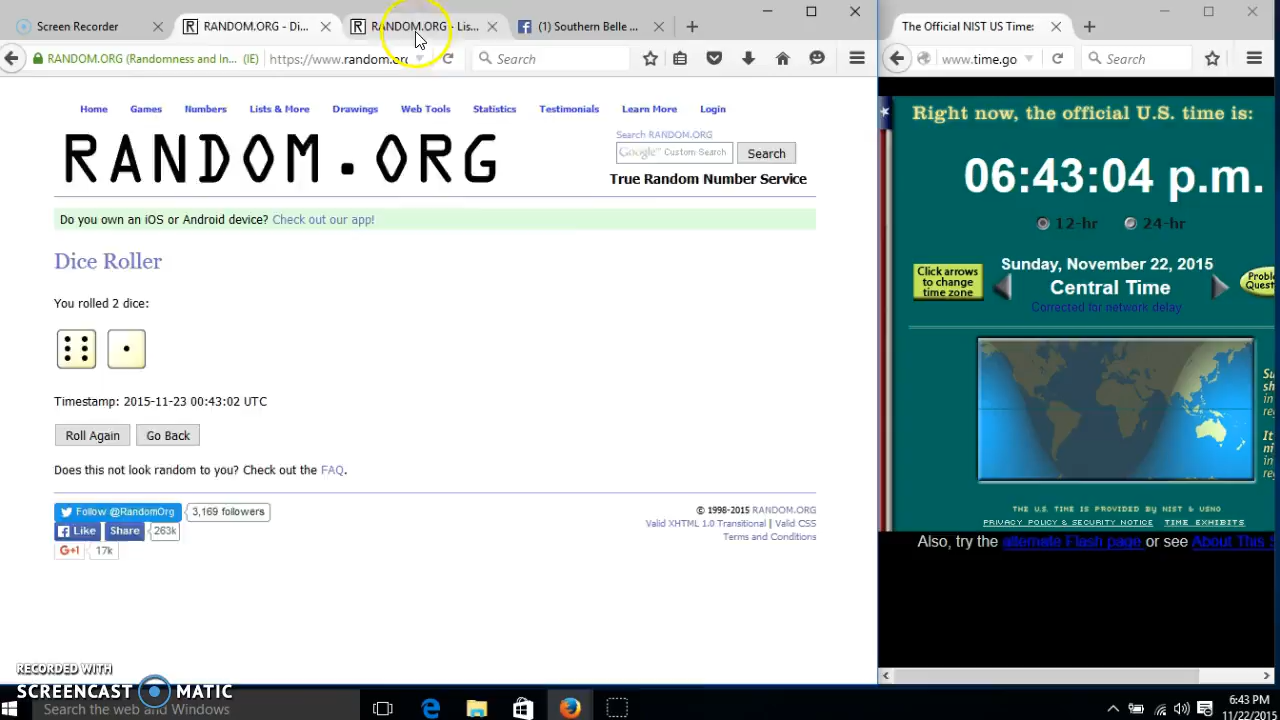 Screen Recorder
RANDOM.ORG - Di...
RANDOM.ORG - Lis...
(1) Southern Belle ...
The Official NIST US Time:
RANDOM.ORG (Randomness and In... (IE)
https://www.random.org
Search
www.time.go
Search
Home Games Numbers Lists & More Drawings Web Tools Statistics Testimonials Learn More Login
RANDOM.ORG
Search RANDOM.ORG
Google™ Custom Search
Search
True Random Number Service
Do you own an iOS or Android device? Check out our app!
Dice Roller
You rolled 2 dice:
Timestamp: 2015-11-23 00:43:02 UTC
Roll Again
Go Back
Does this not look random to you? Check out the FAQ.
Follow @RandomOrg
3,169 followers
Like
Share
263k
G+1
17k
© 1998-2015 RANDOM.ORG
Valid XHTML 1.0 Transitional | Valid CSS
Terms and Conditions
Right now, the official U.S. time is:
06:43:04 p.m.
12-hr
24-hr
Click arrows
to change
time zone
Sunday, November 22, 2015
Central Time
Corrected for network delay
THE U.S. TIME IS PROVIDED BY NIST & USNO
PRIVACY POLICY & SECURITY NOTICE TIME EXHIBITS
Also, try the alternate Flash page or see About This S
RECORDED WITH
SCREENCAST MATIC
Search the web and Windows
6:43 PM
11/22/2015